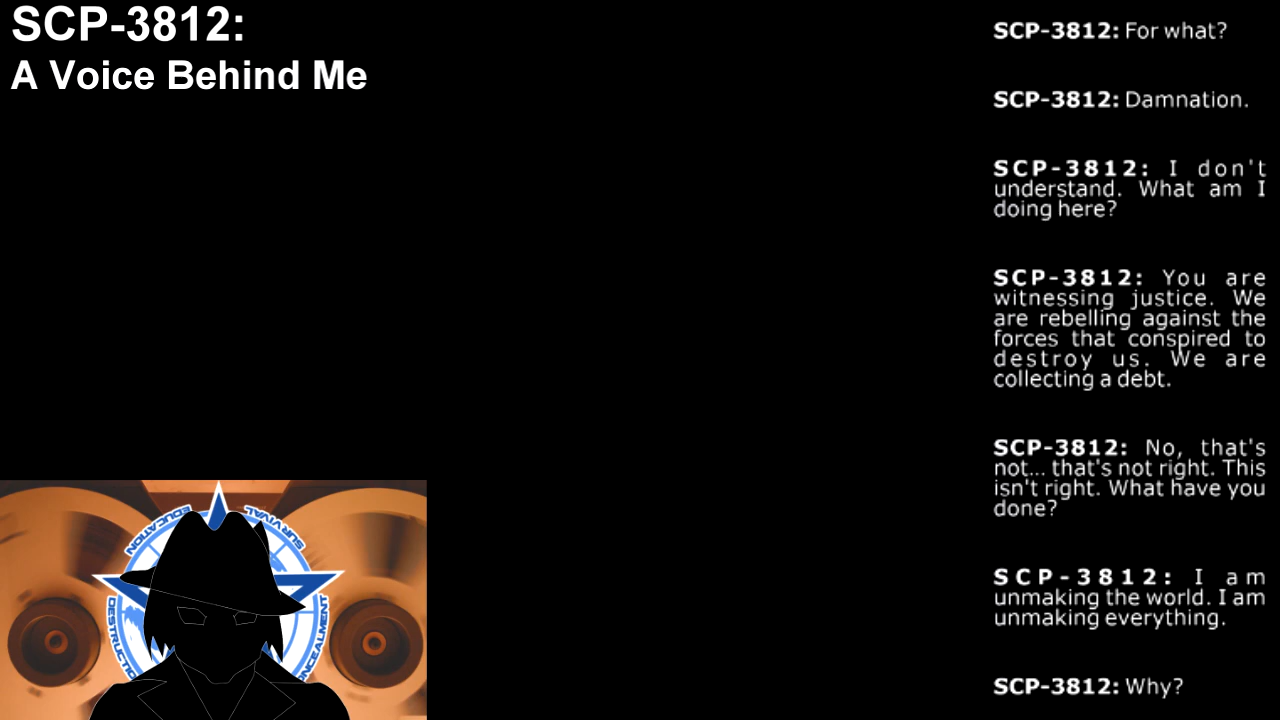 SCP-3812:
A Voice Behind Me
SCP-3812: For what?
SCP-3812: Damnation.
SCP-3812: I don't
understand. What am I
doing here?
SCP-3812: You are
witnessing justice. We
are rebelling against the
forces that conspired to
destroy us. We are
collecting a debt.
SCP-3812: No, that's
not... that's not right. This
isn't right. What have you
done?
SCP-3812: I am
unmaking the world. I am
unmaking everything.
SCP-3812: Why?
EDUCATION
SURVIVAL
DESTRUCTIO
ONCEALMENT